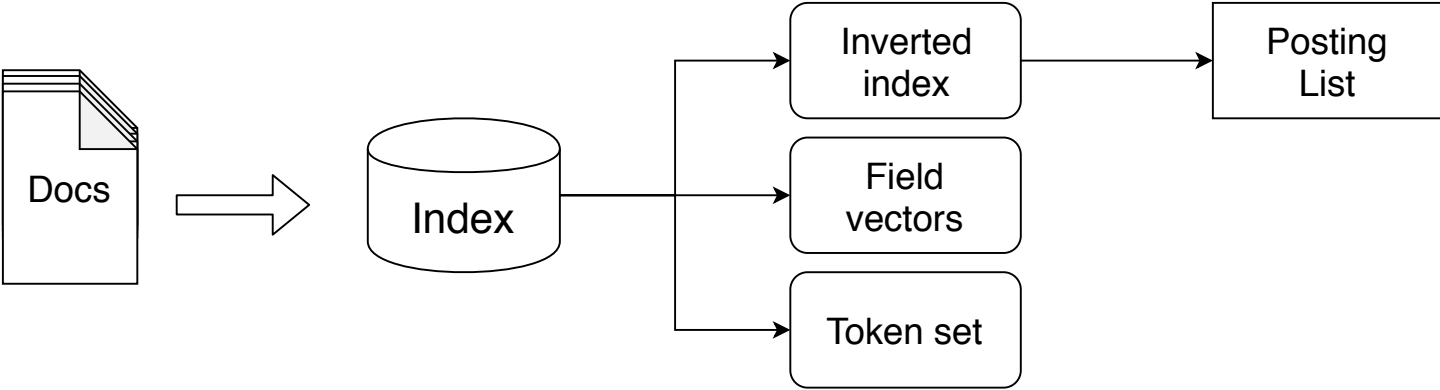 Docs
Index
Inverted
index
Field
vectors
Token set
Posting
List